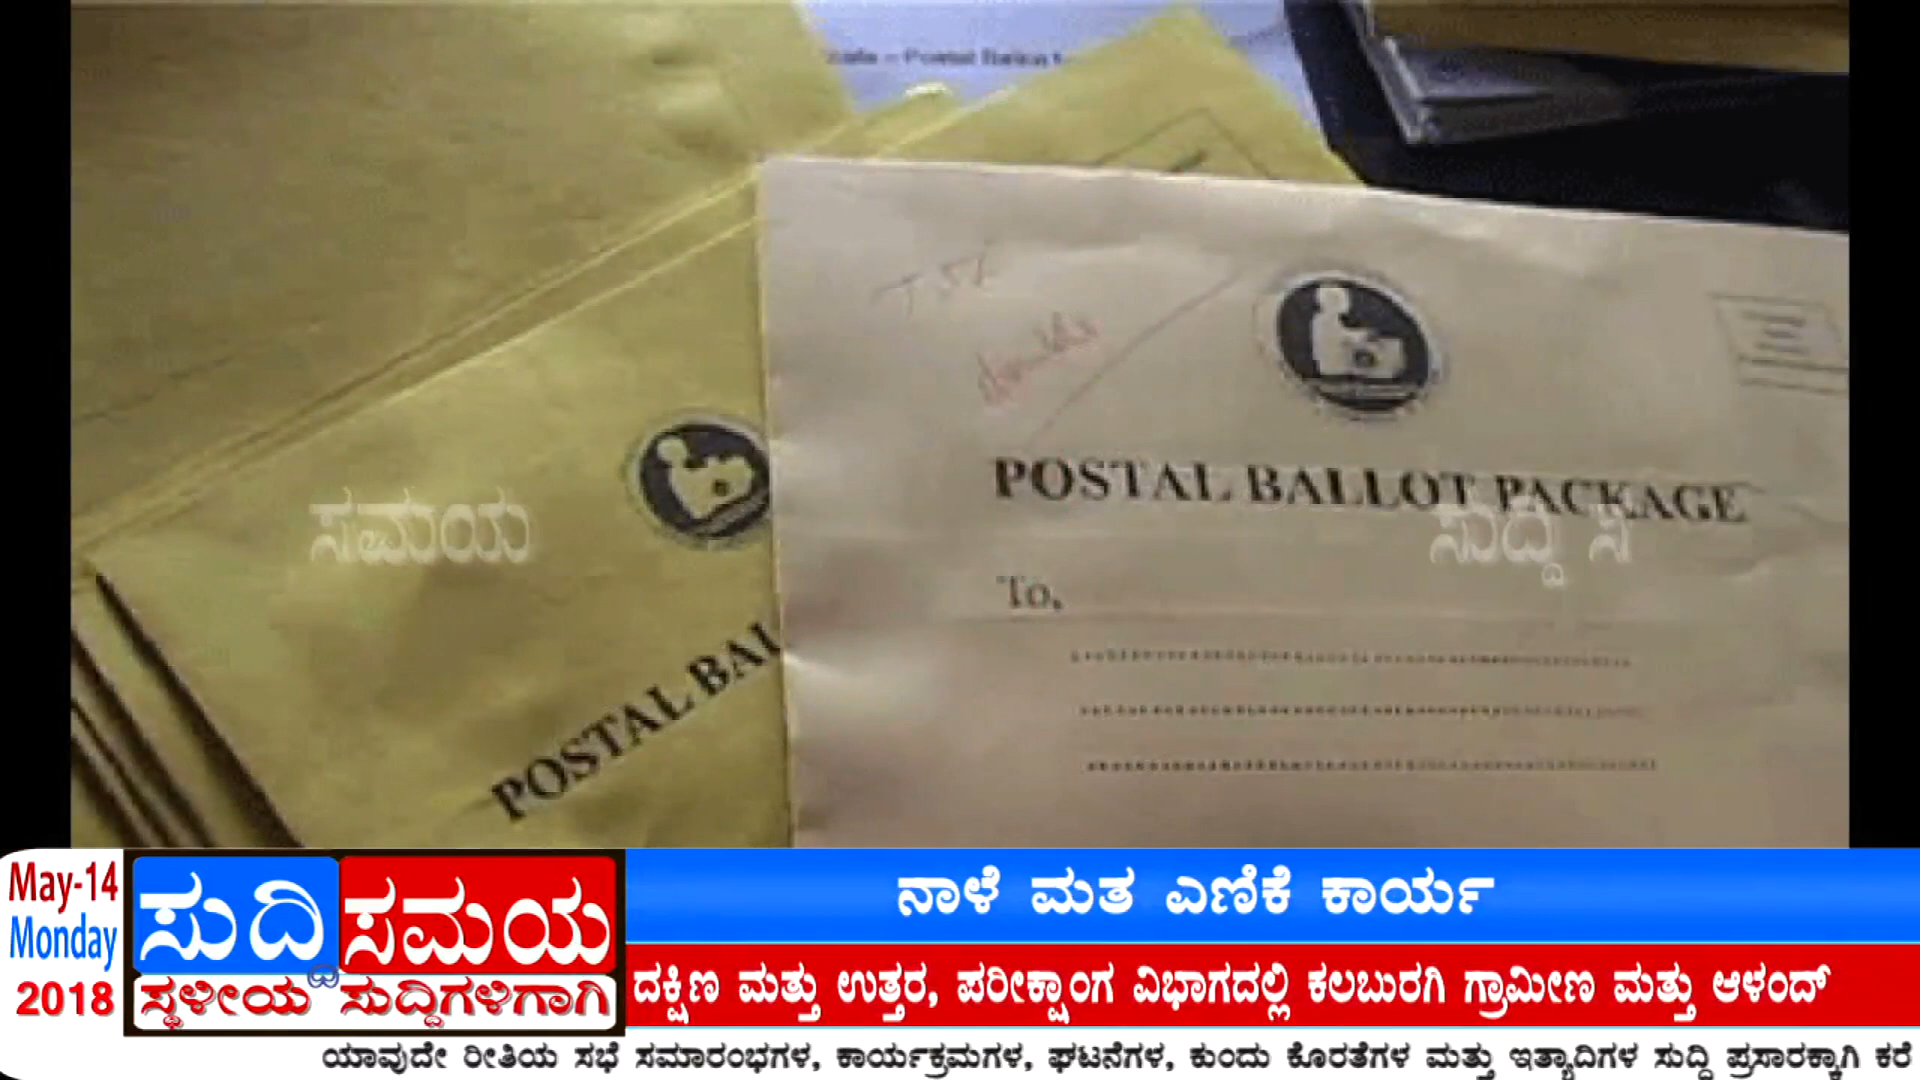 Postal Ballot
POSTAL BALLOT PACKAGE
To,
POSTAL BAL
ಸಮಯ
ಸುದ್ದಿ ಸ
May-14
Monday
2018
ಸುದ್ದಿ ಸಮಯ
ಸ್ಥಳೀಯ ಸುದ್ದಿಗಳಿಗಾಗಿ
ನಾಳೆ ಮತ ಎಣಿಕೆ ಕಾರ್ಯ
ದಕ್ಷಿಣ ಮತ್ತು ಉತ್ತರ, ಪರೀಕ್ಷಾಂಗ ವಿಭಾಗದಲ್ಲಿ ಕಲಬುರಗಿ ಗ್ರಾಮೀಣ ಮತ್ತು ಆಳಂದ್
ಯಾವುದೇ ರೀತಿಯ ಸಭೆ ಸಮಾರಂಭಗಳ, ಕಾರ್ಯಕ್ರಮಗಳ, ಘಟನೆಗಳ, ಕುಂದು ಕೊರತೆಗಳ ಮತ್ತು ಇತ್ಯಾದಿಗಳ ಸುದ್ದಿ ಪ್ರಸಾರಕ್ಕಾಗಿ ಕರೆ